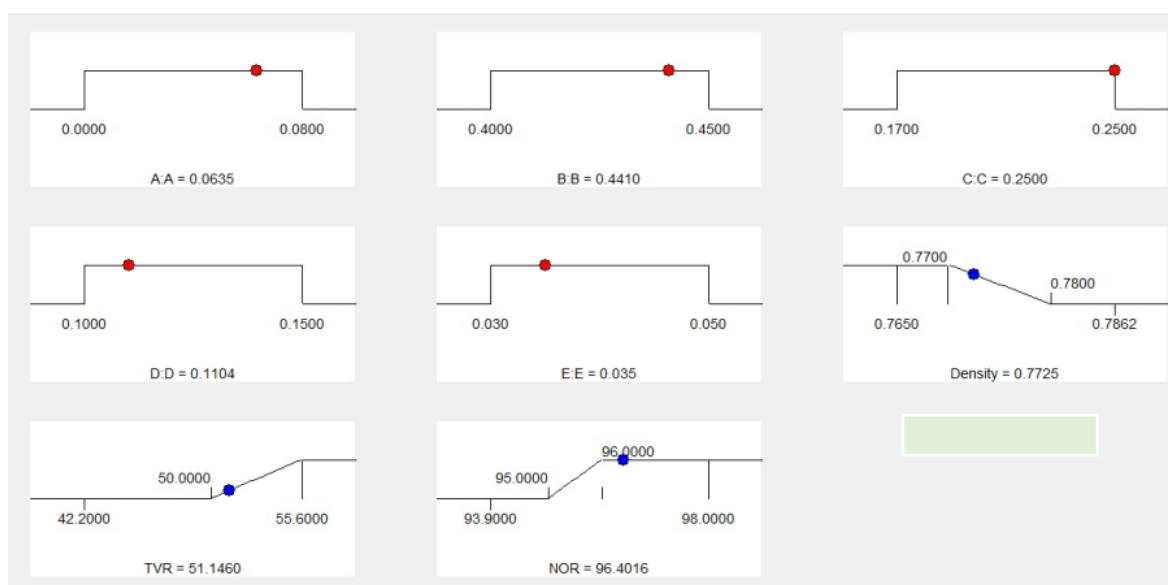 0.0000 0.0800
A:A = 0.0635
0.4000 0.4500
B:B = 0.4410
0.1700 0.2500
C:C = 0.2500
0.1000 0.1500
D:D = 0.1104
0.030 0.050
E:E = 0.035
0.7700
0.7800
0.7650 0.7862
Density = 0.7725
50.0000
42.2000 55.6000
TVR = 51.1460
96.0000
95.0000
93.9000 98.0000
NOR = 96.4016